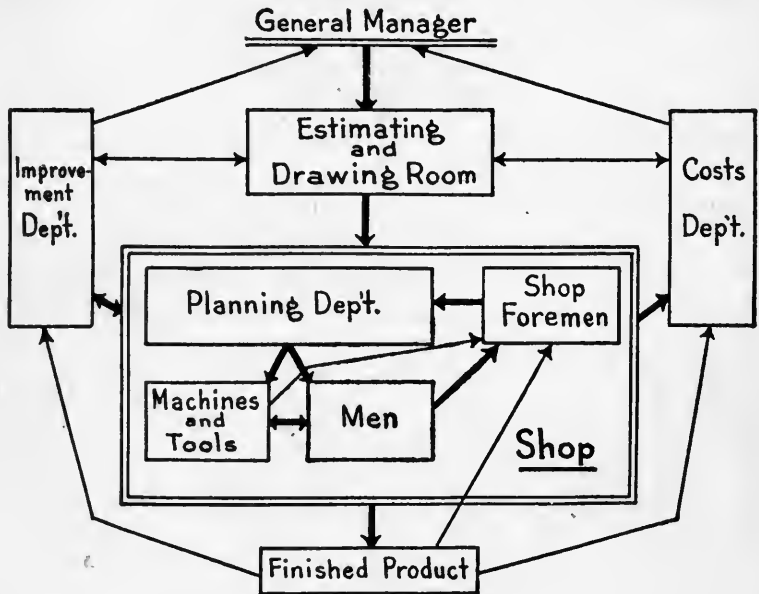 General Manager
Estimating
and
Drawing Room
Improve-
ment
Dep't.
Costs
Dep't.
Planning Dep't.
Shop
Foremen
Machines
and
Tools
Men
Shop
Finished Product